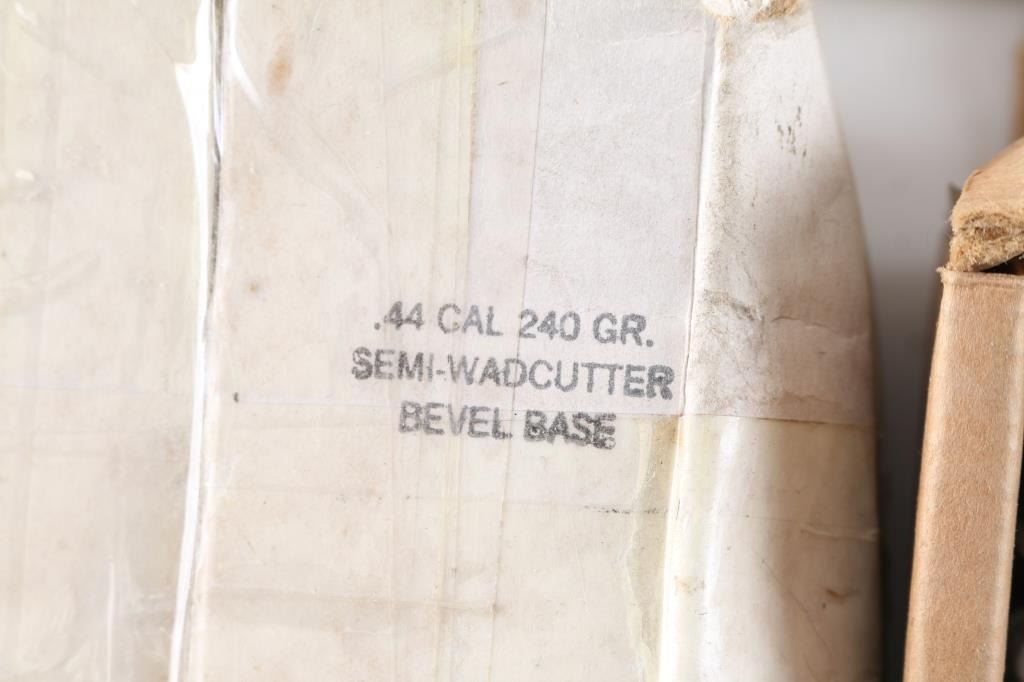 .44 CAL 240 GR.
SEMI-WADCUTTER
BEVEL BASE